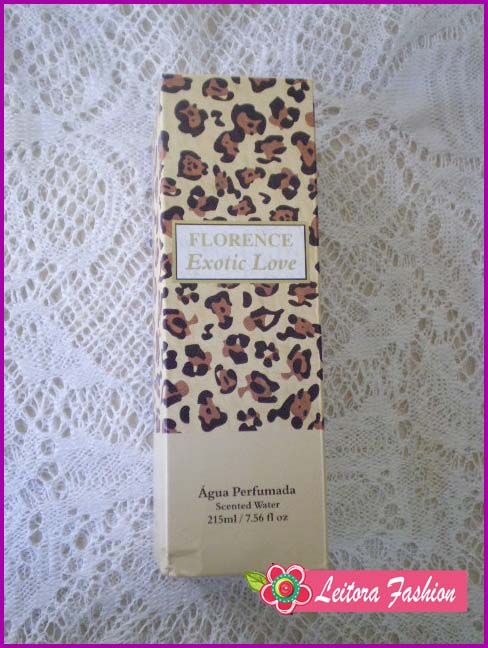 FLORENCE
Exotic Love
Água Perfumada
Scented Water
215ml / 7.56 fl oz
Leitora Fashion